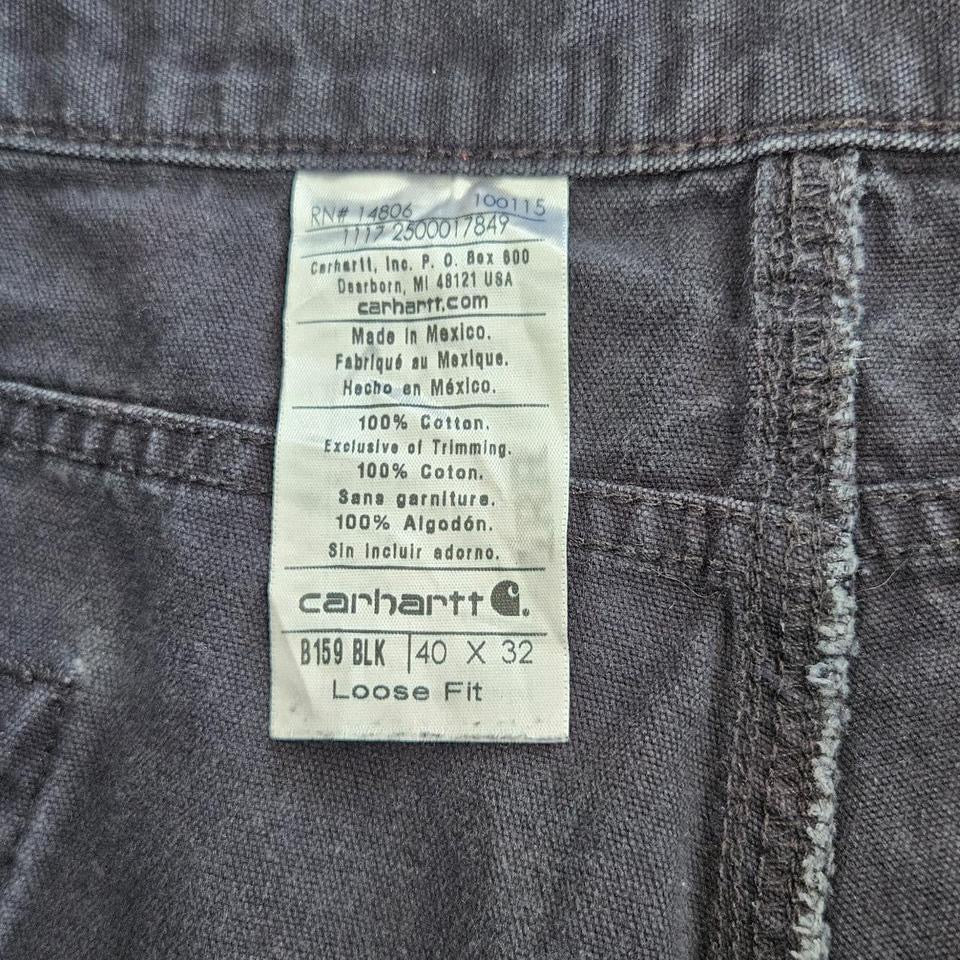 RN# 14806 100115
1117 2500017849
Carhartt, Inc. P. O. Box 600
Dearborn, MI 48121 USA
carhartt.com
Made in Mexico.
Fabriqué au Mexique.
Hecho en México.
100% Cotton.
Exclusive of Trimming.
100% Coton.
Sans garniture.
100% Algodón.
Sin incluir adorno.
carhartt
B159 BLK 40 X 32
Loose Fit